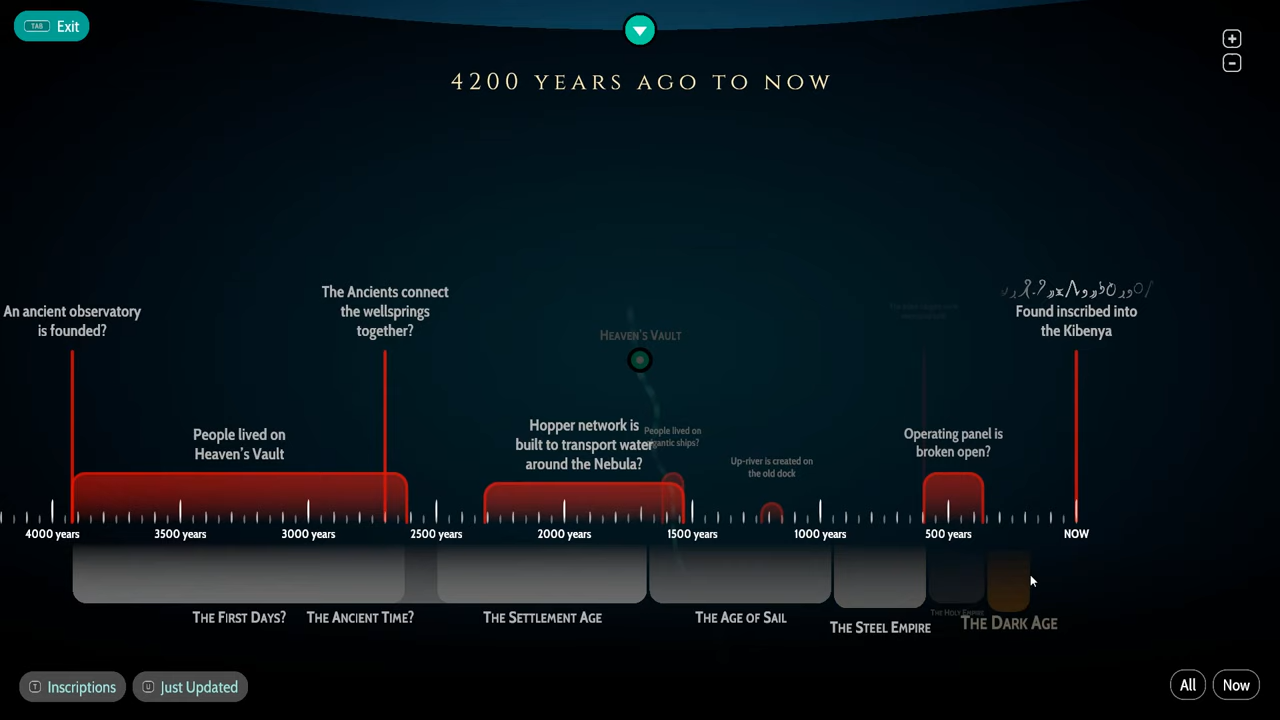 TAB Exit
+
-
4200 YEARS AGO TO NOW
An ancient observatory
is founded?
The Ancients connect
the wellsprings
together?
HEAVEN'S VAULT
Found inscribed into
the Kibenya
People lived on
Heaven's Vault
Hopper network is
built to transport water
around the Nebula?
People lived on
gigantic ships?
Up-river is created on
the old dock
Operating panel is
broken open?
4000 years
3500 years
3000 years
2500 years
2000 years
1500 years
1000 years
500 years
NOW
THE FIRST DAYS?
THE ANCIENT TIME?
THE SETTLEMENT AGE
THE AGE OF SAIL
THE STEEL EMPIRE
THE HOLY EMPIRE
THE DARK AGE
T Inscriptions
U Just Updated
All
Now